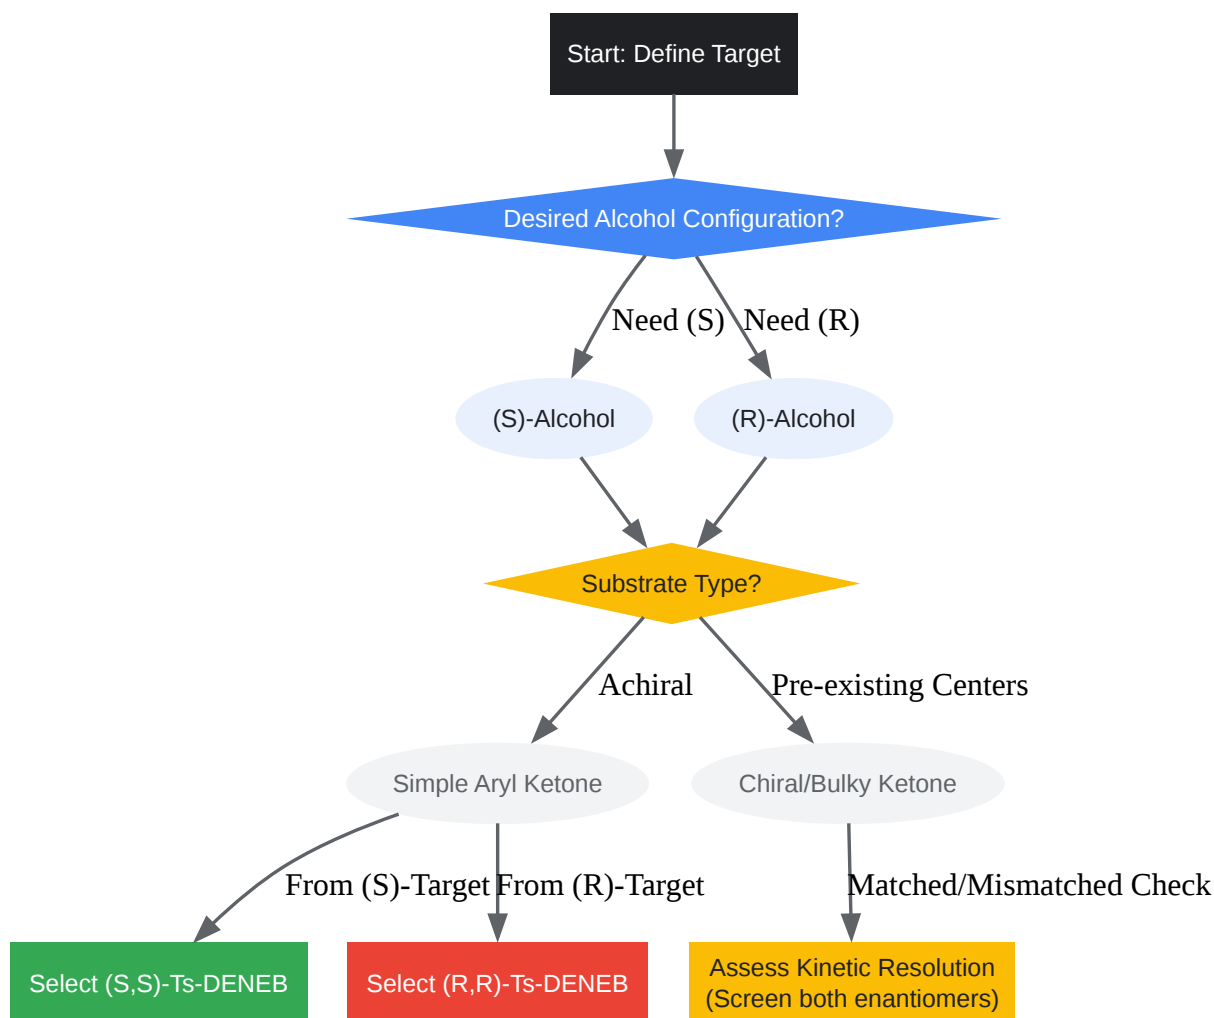 Start: Define Target
Desired Alcohol Configuration?
Need (S)
Need (R)
(S)-Alcohol
(R)-Alcohol
Substrate Type?
Achiral
Pre-existing Centers
Simple Aryl Ketone
Chiral/Bulky Ketone
From (S)-Target
From (R)-Target
Matched/Mismatched Check
Select (S,S)-Ts-DENEB
Select (R,R)-Ts-DENEB
Assess Kinetic Resolution
(Screen both enantiomers)